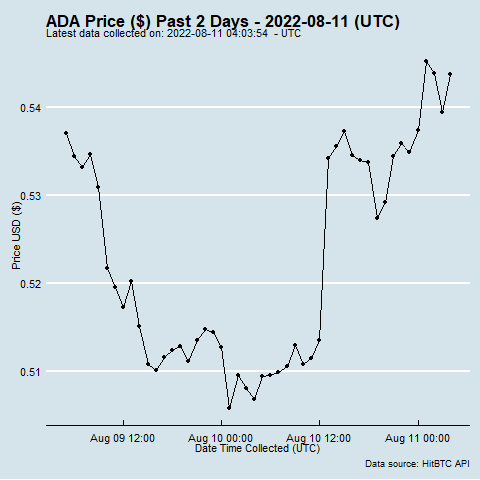 ADA Price ($) Past 2 Days - 2022-08-11 (UTC)
Latest data collected on: 2022-08-11 04:03:54  - UTC
0.54
0.53
0.52
0.51
Price USD ($)
Aug 09 12:00 Aug 10 00:00 Aug 10 12:00 Aug 11 00:00
Date Time Collected (UTC)
Data source: HitBTC API